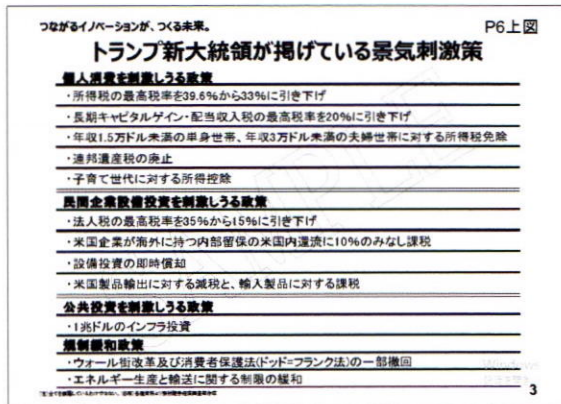 つながるイノベーションが、つくる未来。
P6上図
トランプ新大統領が掲げている景気刺激策
個人消費を刺激しうる政策
・所得税の最高税率を39.6%から33%に引き下げ
・長期キャピタルゲイン・配当収入税の最高税率を20%に引き下げ
・年収1.5万ドル未満の単身世帯、年収3万ドル未満の夫婦世帯に対する所得税免除
・連邦遺産税の廃止
・子育て世代に対する所得控除
民間企業設備投資を刺激しうる政策
・法人税の最高税率を35%から15%に引き下げ
・米国企業が海外に持つ内部留保の米国内還流に10%のみなし課税
・設備投資の即時償却
・米国製品輸出に対する減税と、輸入製品に対する課税
公共投資を刺激しうる政策
・1兆ドルのインフラ投資
規制緩和政策
・ウォール街改革及び消費者保護法(ドッド=フランク法)の一部撤回
・エネルギー生産と輸送に関する制限の緩和
Windows
3